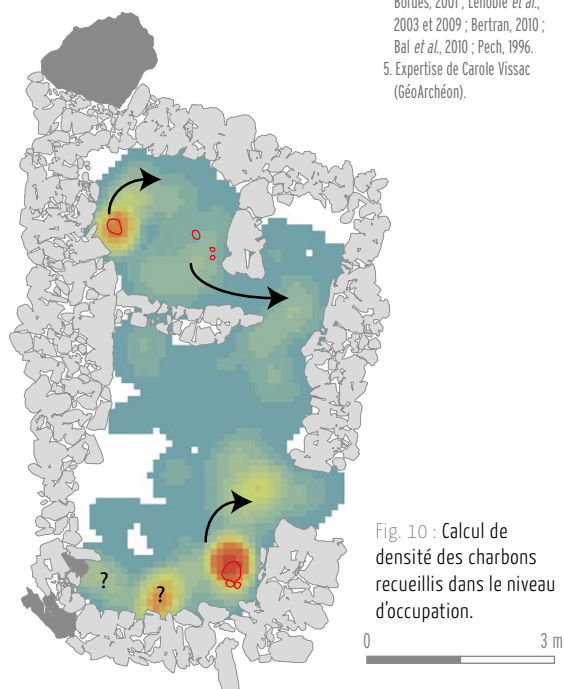 Bordes, 2001 ; Lenoble et al.,
2003 et 2009 ; Bertran, 2010 ;
Bal et al., 2010 ; Pech, 1996.
5. Expertise de Carole Vissac
(GéoArchéon).
? ?
Fig. 10 : Calcul de
densité des charbons
recueillis dans le niveau
d'occupation.
0 3 m